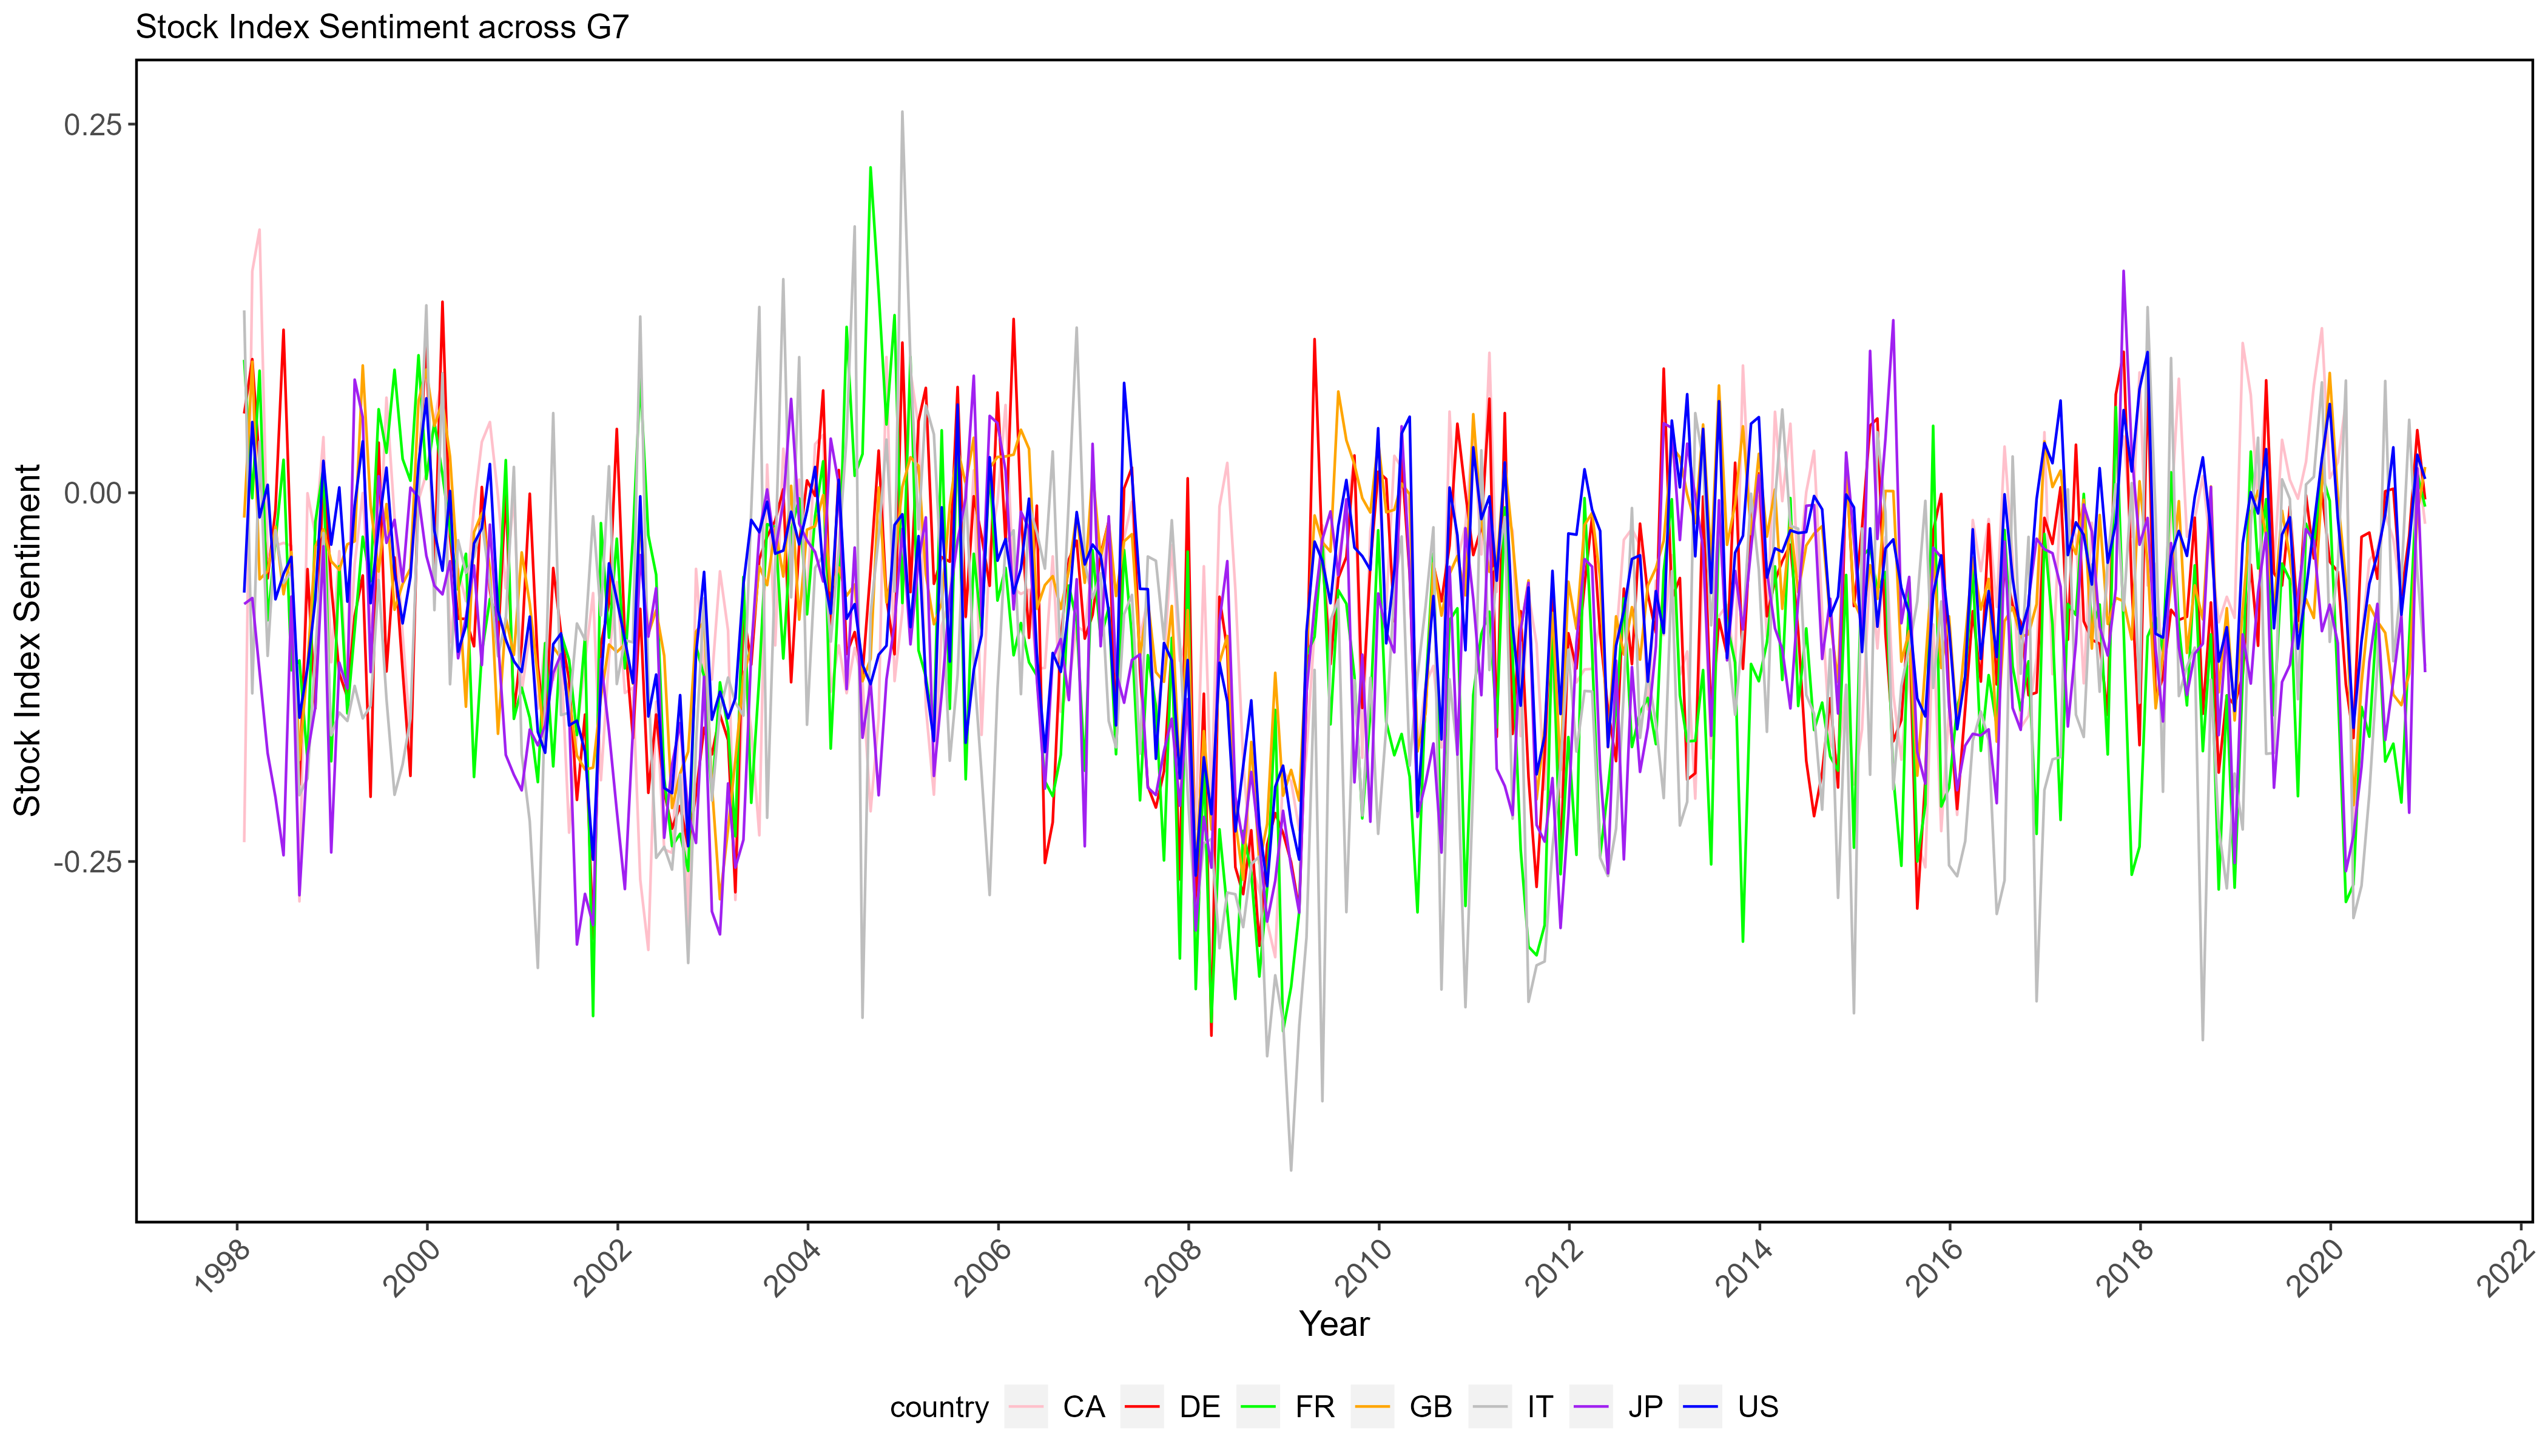 Stock Index Sentiment across G7
Stock Index Sentiment
0.25
0.00
-0.25
1998 2000 2002 2004 2006 2008 2010 2012 2014 2016 2018 2020 2022
Year
country CA DE FR GB IT JP US